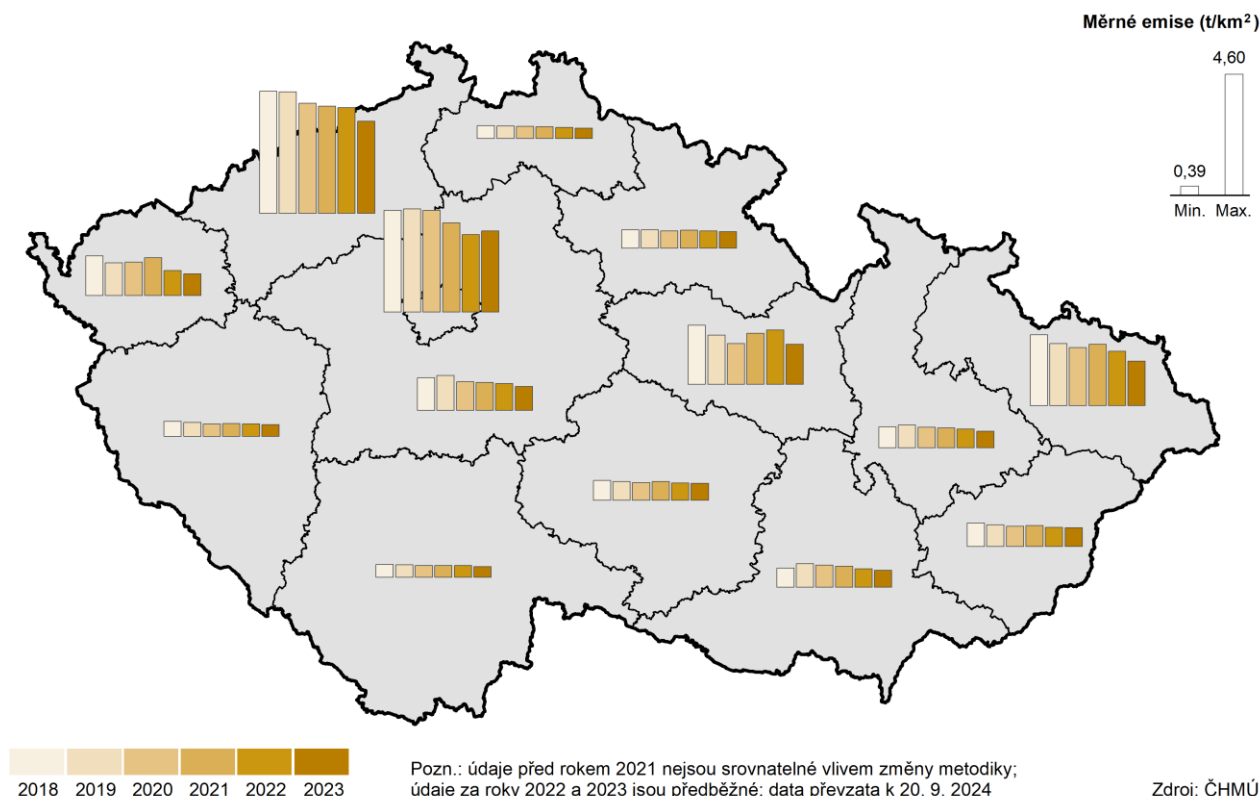 Měrné emise (t/km²)
4,60
0,39
Min. Max.
2018 2019 2020 2021 2022 2023
Pozn.: údaje před rokem 2021 nejsou srovnatelné vlivem změny metodiky;
údaje za roky 2022 a 2023 jsou předběžné; data převzata k 20. 9. 2024
Zdroj: ČHMÚ